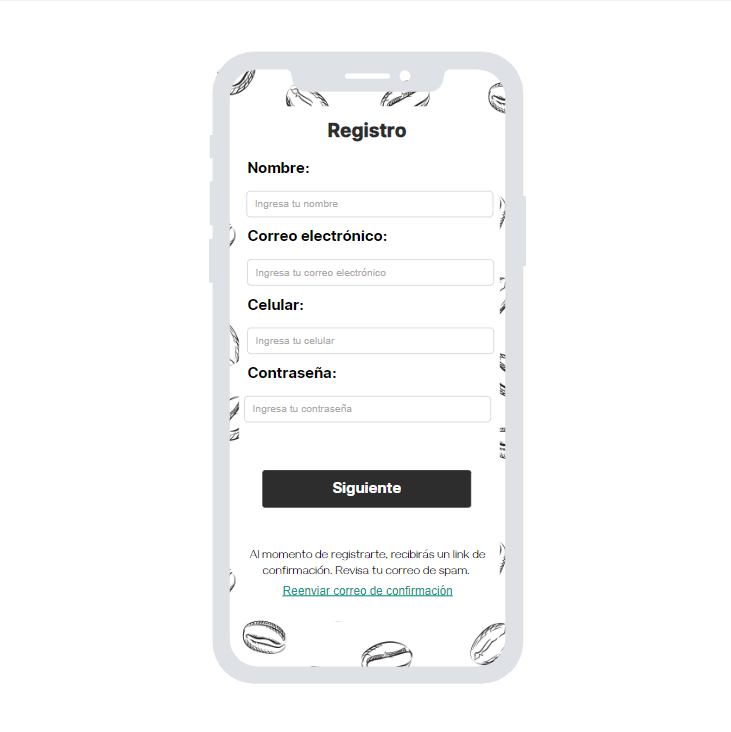 Registro
Nombre:
Ingresa tu nombre
Correo electrónico:
Ingresa tu correo electrónico
Celular:
Ingresa tu celular
Contraseña:
Ingresa tu contraseña
Siguiente
Al momento de registrarte, recibirás un link de
confirmación. Revisa tu correo de spam.
Reenviar correo de confirmación